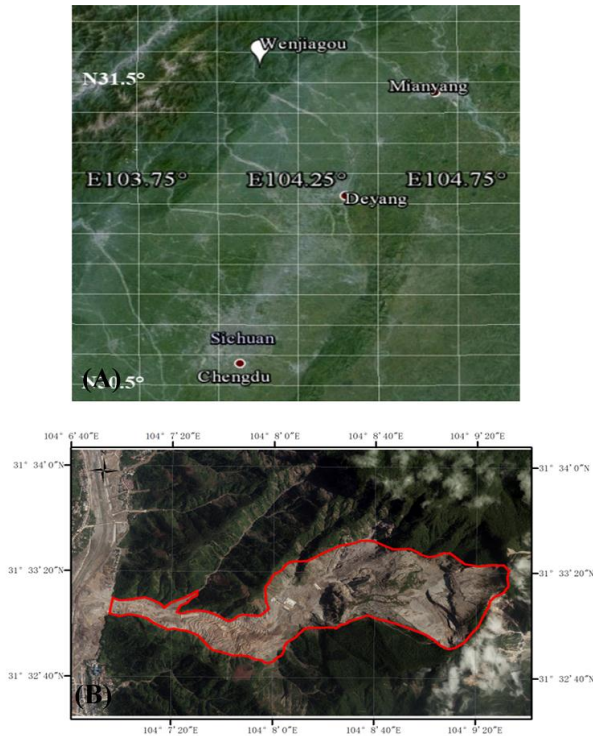 Wenjiagou
N31.5°
Mianyang
E103.75° E104.25° E104.75°
Deyang
Sichuan
(A) N30.5°
Chengdu
104° 6′40″E 104° 7′20″E 104° 8′0″E 104° 8′40″E 104° 9′20″E
31° 34′0″N 31° 34′0″N
31° 33′20″N 31° 33′20″N
31° 32′40″N 31° 32′40″N
(B)
104° 7′20″E 104° 8′0″E 104° 8′40″E 104° 9′20″E